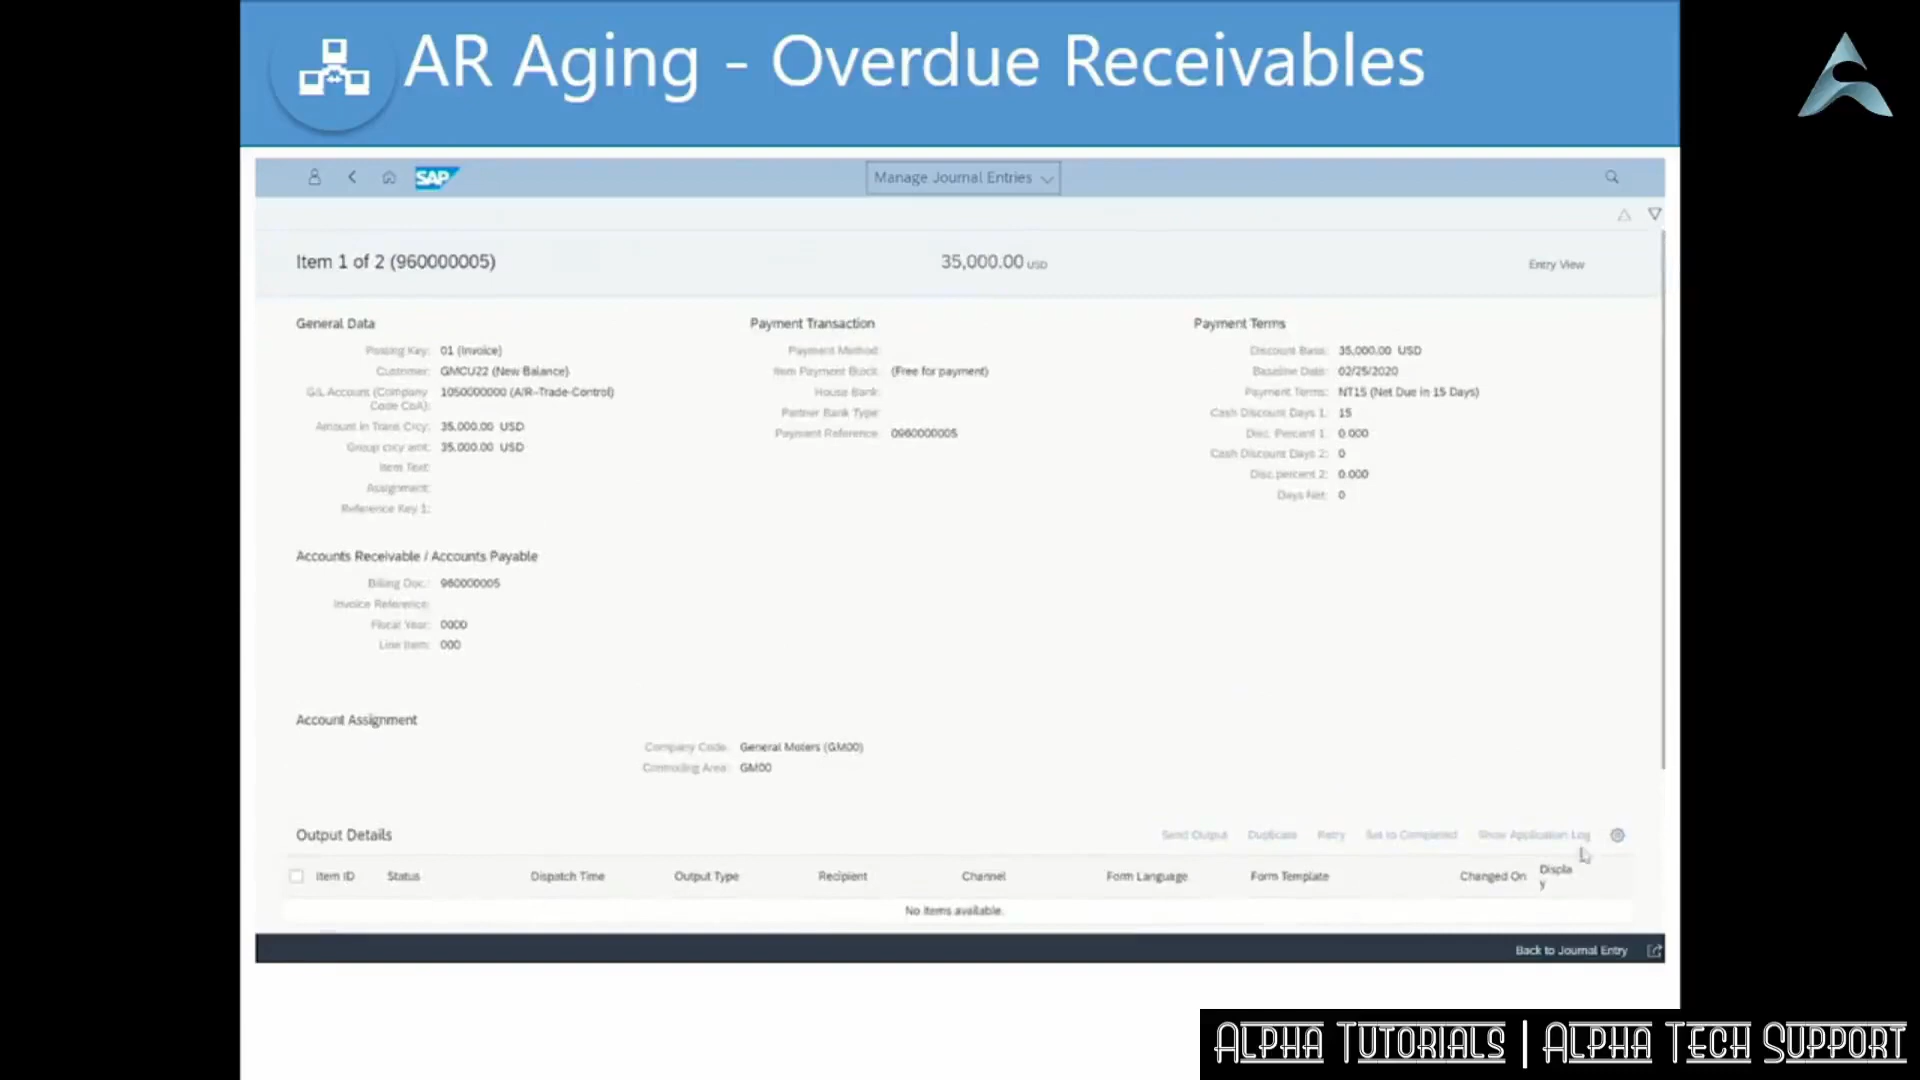 AR Aging - Overdue Receivables
SAP
Manage Journal Entries
Item 1 of 2 (960000005)
35,000.00 USD
Entry View
General Data
Posting Key: 01 (Invoice)
Customer: GMCU22 (New Balance)
G/L Account (Company
Code CoA): 1050000000 (A/R-Trade-Control)
Amount in Trans Crcy: 35,000.00 USD
Group crcy amt: 35,000.00 USD
Item Text:
Assignment:
Reference Key 1:
Payment Transaction
Payment Method:
Item Payment Block: (Free for payment)
House Bank:
Partner Bank Type:
Payment Reference: 0960000005
Payment Terms
Discount Base: 35,000.00 USD
Baseline Date: 02/25/2020
Payment Terms: NT15 (Net Due in 15 Days)
Cash Discount Days 1: 15
Disc. Percent 1: 0.000
Cash Discount Days 2: 0
Disc.percent 2: 0.000
Days Net: 0
Accounts Receivable / Accounts Payable
Billing Doc.: 960000005
Invoice Reference:
Fiscal Year: 0000
Line Item: 000
Account Assignment
Company Code: General Moters (GM00)
Controlling Area: GM00
Output Details
Send Output Duplicate Retry Set to Completed Show Application Log
Item ID Status Dispatch Time Output Type Recipient Channel Form Language Form Template Changed On Displa
y
No items available.
Back to Journal Entry
Alpha Tutorials | Alpha Tech Support